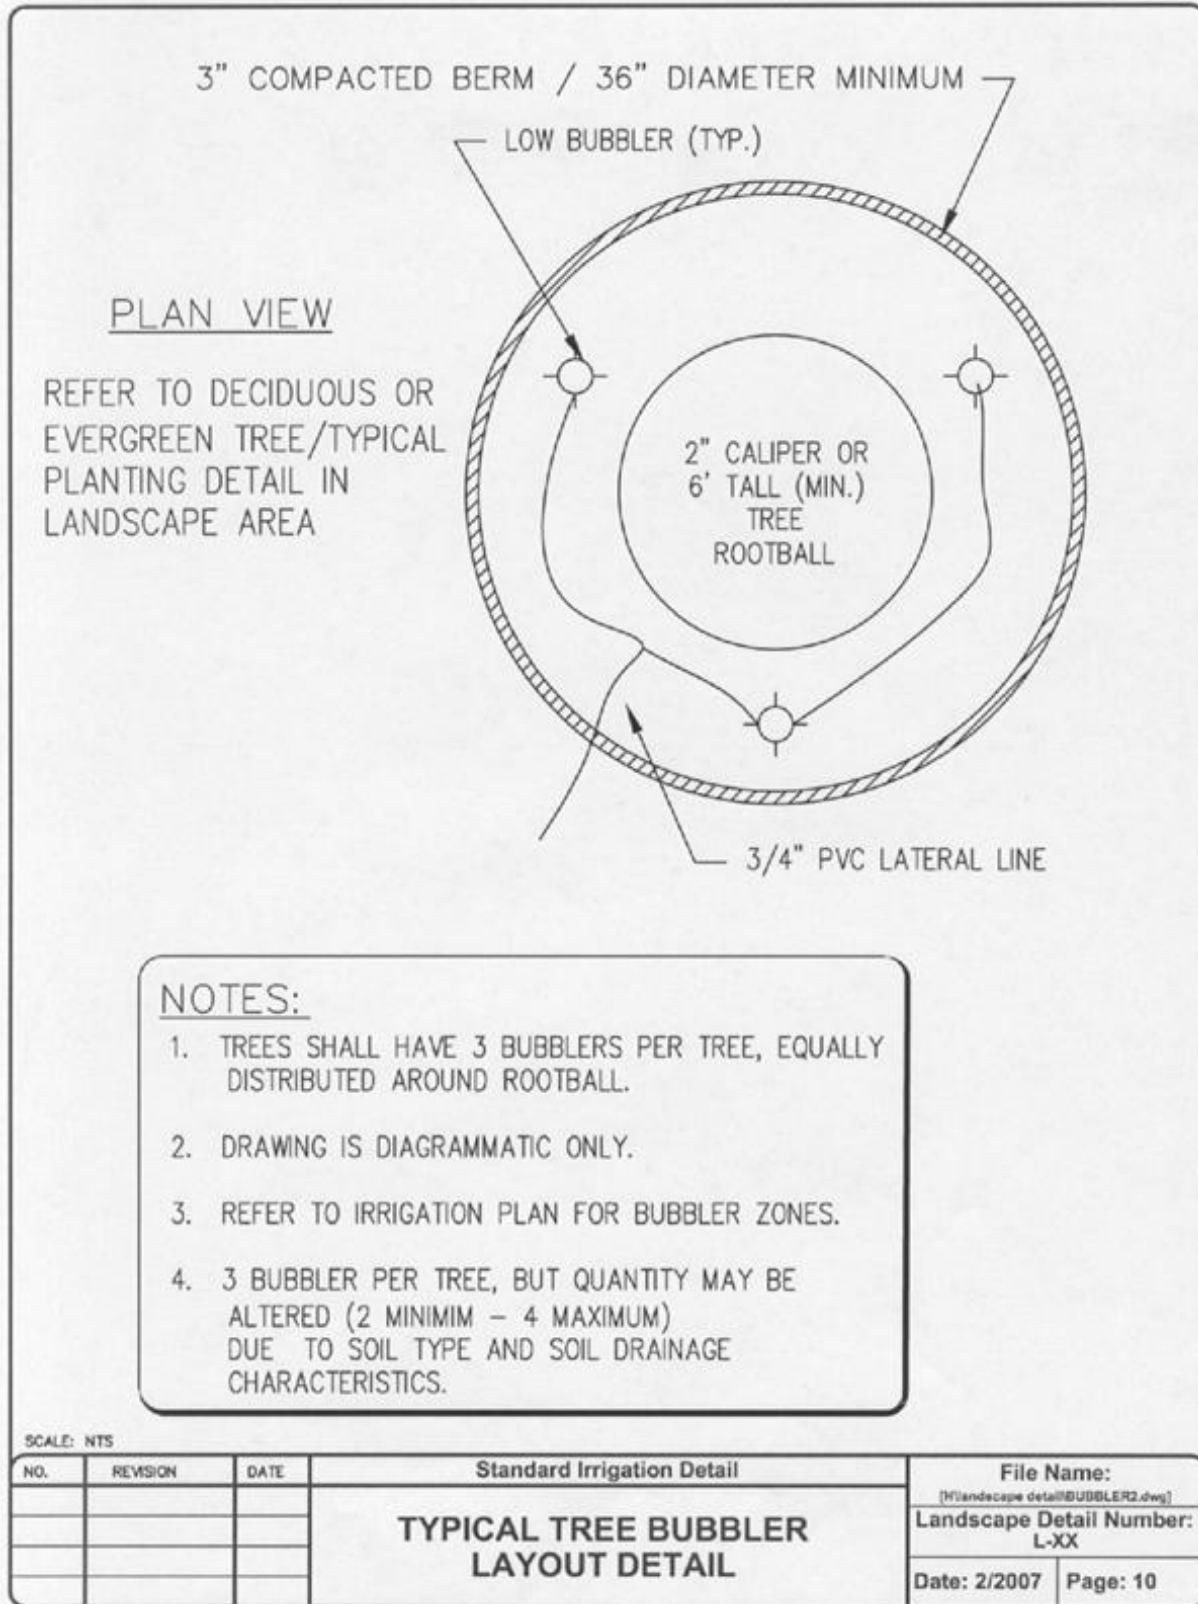 3" COMPACTED BERM / 36" DIAMETER MINIMUM
LOW BUBBLER (TYP.)
PLAN VIEW
REFER TO DECIDUOUS OR
EVERGREEN TREE/TYPICAL
PLANTING DETAIL IN
LANDSCAPE AREA
2" CALIPER OR
6' TALL (MIN.)
TREE
ROOTBALL
3/4" PVC LATERAL LINE
NOTES:
1. TREES SHALL HAVE 3 BUBBLERS PER TREE, EQUALLY
DISTRIBUTED AROUND ROOTBALL.
2. DRAWING IS DIAGRAMMATIC ONLY.
3. REFER TO IRRIGATION PLAN FOR BUBBLER ZONES.
4. 3 BUBBLER PER TREE, BUT QUANTITY MAY BE
ALTERED (2 MINIMIM – 4 MAXIMUM)
DUE TO SOIL TYPE AND SOIL DRAINAGE
CHARACTERISTICS.
SCALE: NTS
NO. REVISION DATE
Standard Irrigation Detail
TYPICAL TREE BUBBLER
LAYOUT DETAIL
File Name:
detail\BUBBLER2.dwg]
Landscape Detail Number:
L-XX
Date: 2/2007 Page: 10